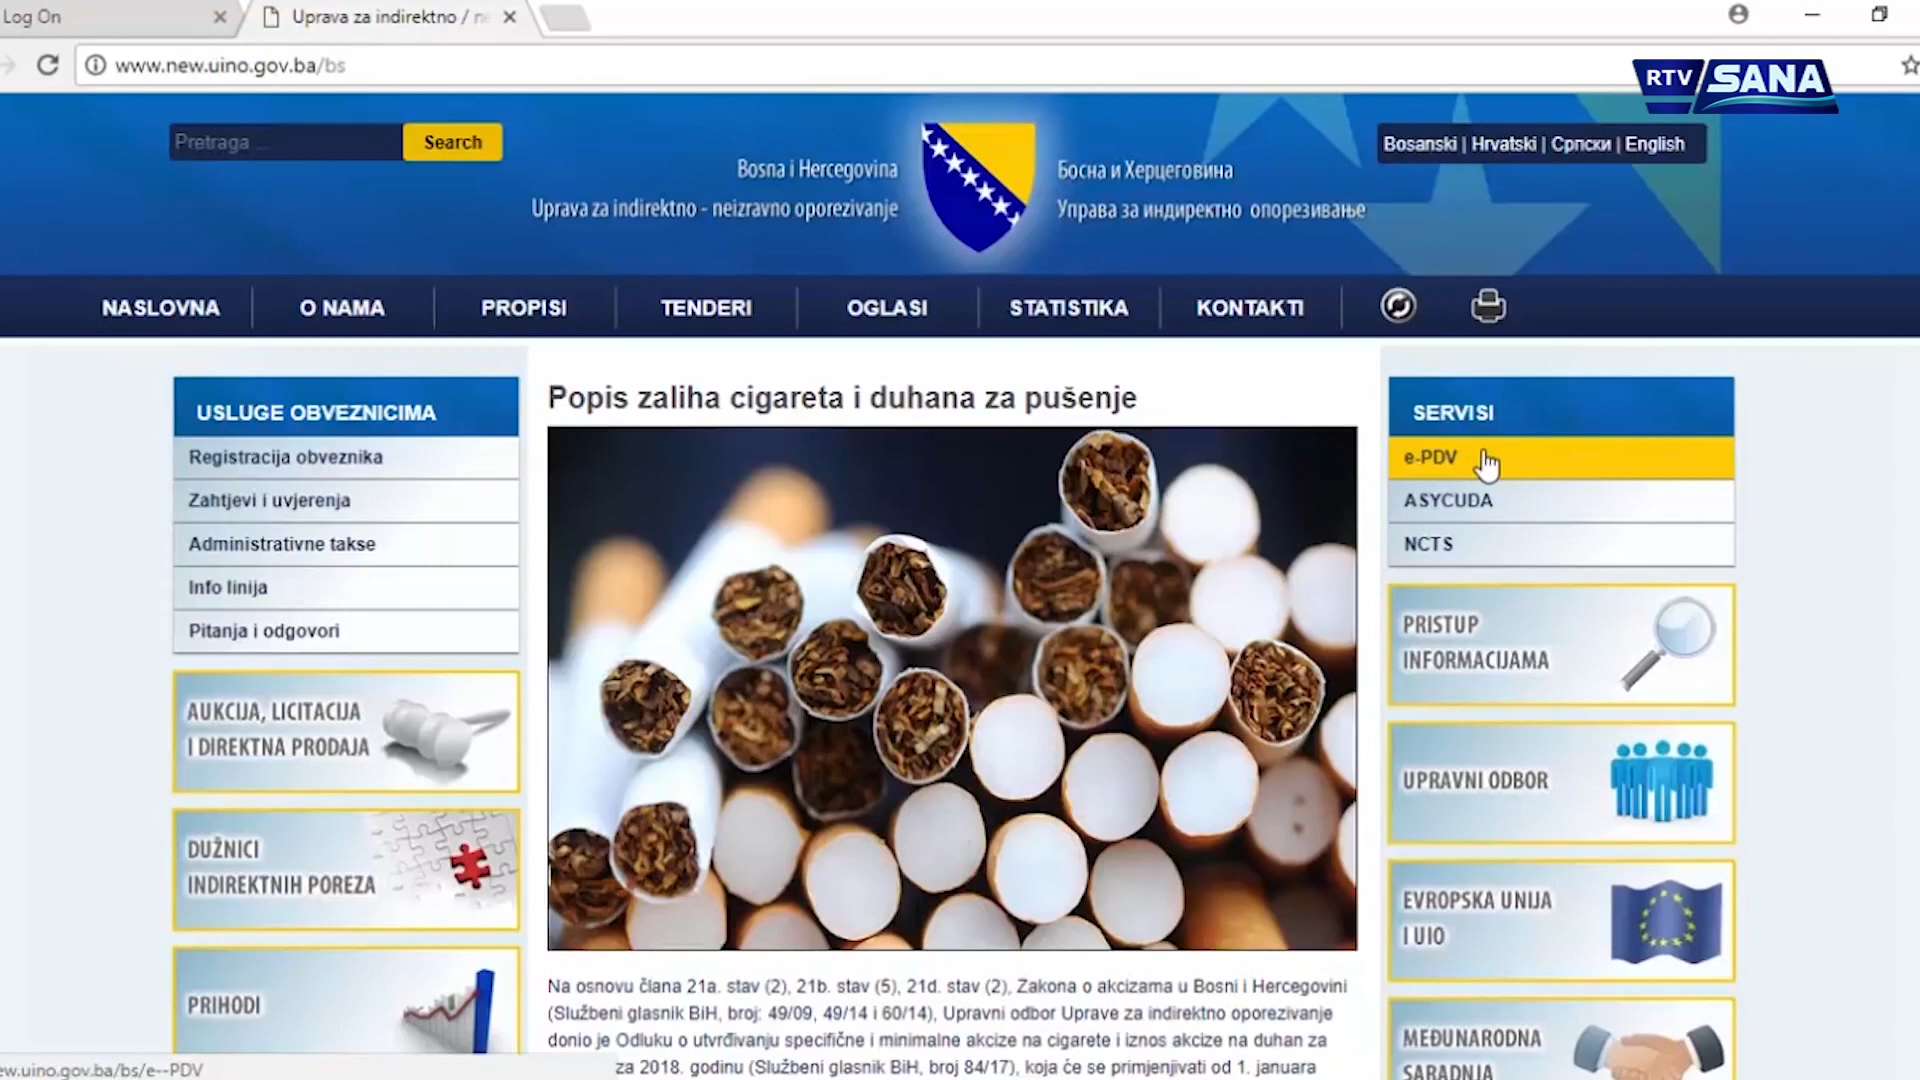 Log On
Uprava za indirektno / ne
www.new.uino.gov.ba/bs
RTV SANA
Pretraga ...
Search
Bosna i Hercegovina
Uprava za indirektno - neizravno oporezivanje
Босна и Херцеговина
Управа за индиректно опорезивање
Bosanski | Hrvatski | Српски | English
NASLOVNA
O NAMA
PROPISI
TENDERI
OGLASI
STATISTIKA
KONTAKTI
USLUGE OBVEZNICIMA
Registracija obveznika
Zahtjevi i uvjerenja
Administrativne takse
Info linija
Pitanja i odgovori
AUKCIJA, LICITACIJA
I DIREKTNA PRODAJA
DUŽNICI
INDIREKTNIH POREZA
PRIHODI
Popis zaliha cigareta i duhana za pušenje
Na osnovu člana 21a. stav (2), 21b. stav (5), 21d. stav (2), Zakona o akcizama u Bosni i Hercegovini
(Službeni glasnik BiH, broj: 49/09, 49/14 i 60/14), Upravni odbor Uprave za indirektno oporezivanje
donio je Odluku o utvrđivanju specifične i minimalne akcize na cigarete i iznos akcize na duhan za
za 2018. godinu (Službeni glasnik BiH, broj 84/17), koja će se primjenjivati od 1. januara
SERVISI
e-PDV
ASYCUDA
NCTS
PRISTUP
INFORMACIJAMA
UPRAVNI ODBOR
EVROPSKA UNIJA
I UIO
MEĐUNARODNA
SARADNJA
ew.uino.gov.ba/bs/e--PDV